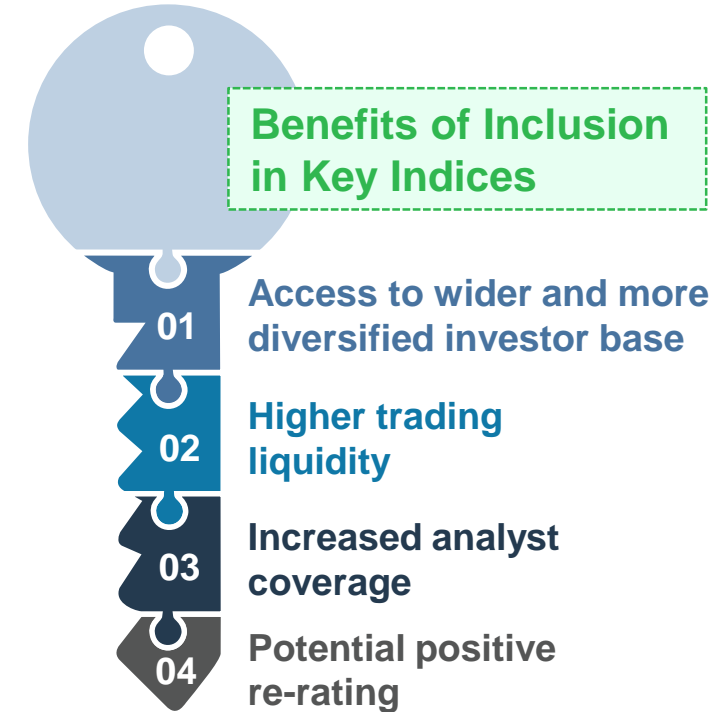 Benefits of Inclusion
in Key Indices
01
Access to wider and more
diversified investor base
02
Higher trading
liquidity
03
Increased analyst
coverage
04
Potential positive
re-rating